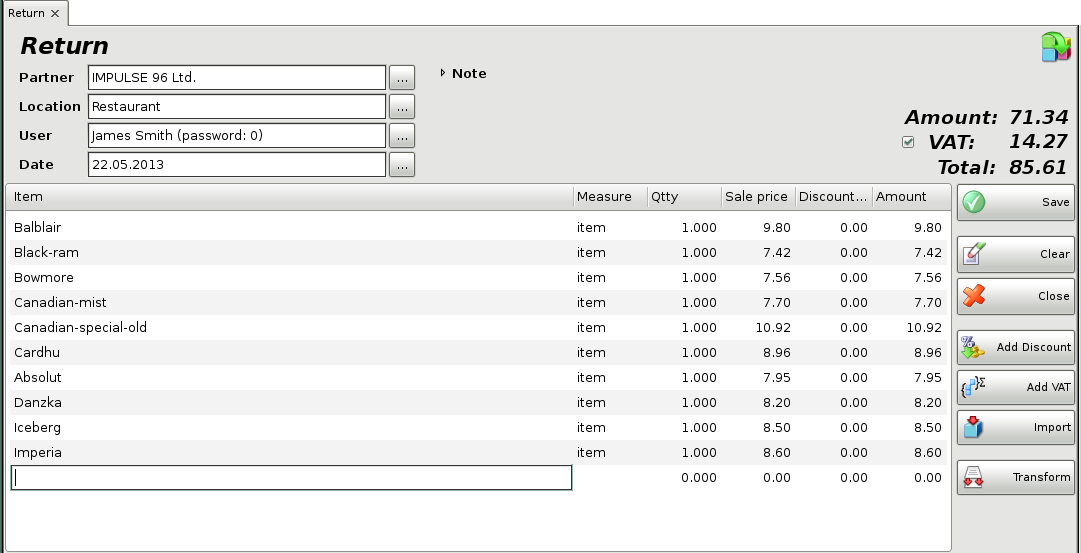 Return
Return
Partner IMPULSE 96 Ltd. ... Note
Location Restaurant ...
User James Smith (password: 0) ...
Date 22.05.2013 ...
Amount: 71.34
VAT: 14.27
Total: 85.61
Item Measure Qtty Sale price Discount... Amount
Balblair item 1.000 9.80 0.00 9.80
Black-ram item 1.000 7.42 0.00 7.42
Bowmore item 1.000 7.56 0.00 7.56
Canadian-mist item 1.000 7.70 0.00 7.70
Canadian-special-old item 1.000 10.92 0.00 10.92
Cardhu item 1.000 8.96 0.00 8.96
Absolut item 1.000 7.95 0.00 7.95
Danzka item 1.000 8.20 0.00 8.20
Iceberg item 1.000 8.50 0.00 8.50
Imperia item 1.000 8.60 0.00 8.60
0.000 0.00 0.00 0.00
Save
Clear
Close
Add Discount
Add VAT
Import
Transform